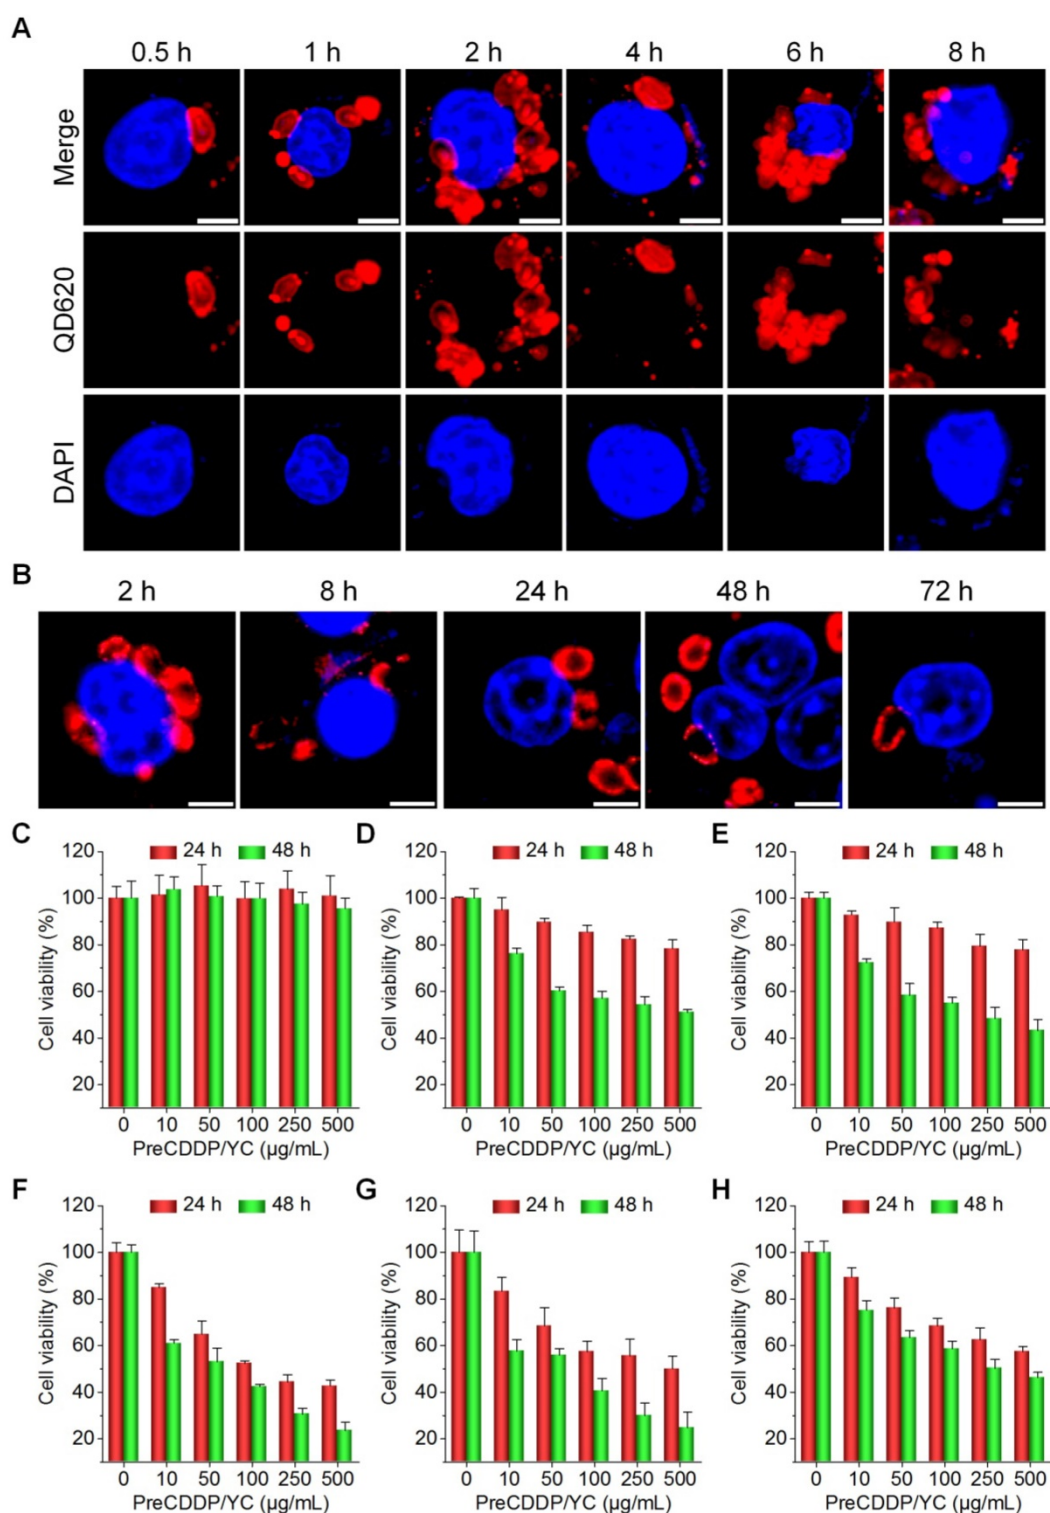 A
0.5 h 1 h 2 h 4 h 6 h 8 h
Merge
QD620
DAPI
B
2 h 8 h 24 h 48 h 72 h
C
24 h 48 h
120
100
80
60
40
20
Cell viability (%)
0 10 50 100 250 500
PreCDDP/YC (µg/mL)
D
24 h 48 h
120
100
80
60
40
20
Cell viability (%)
0 10 50 100 250 500
PreCDDP/YC (µg/mL)
E
24 h 48 h
120
100
80
60
40
20
Cell viability (%)
0 10 50 100 250 500
PreCDDP/YC (µg/mL)
F
24 h 48 h
120
100
80
60
40
20
Cell viability (%)
0 10 50 100 250 500
PreCDDP/YC (µg/mL)
G
24 h 48 h
120
100
80
60
40
20
Cell viability (%)
0 10 50 100 250 500
PreCDDP/YC (µg/mL)
H
24 h 48 h
120
100
80
60
40
20
Cell viability (%)
0 10 50 100 250 500
PreCDDP/YC (µg/mL)